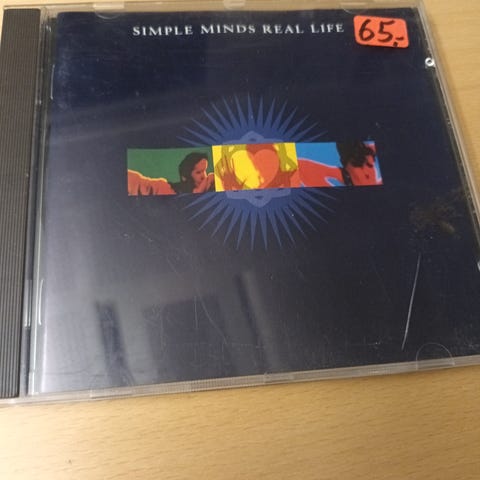 SIMPLE MINDS REAL LIFE
65.-